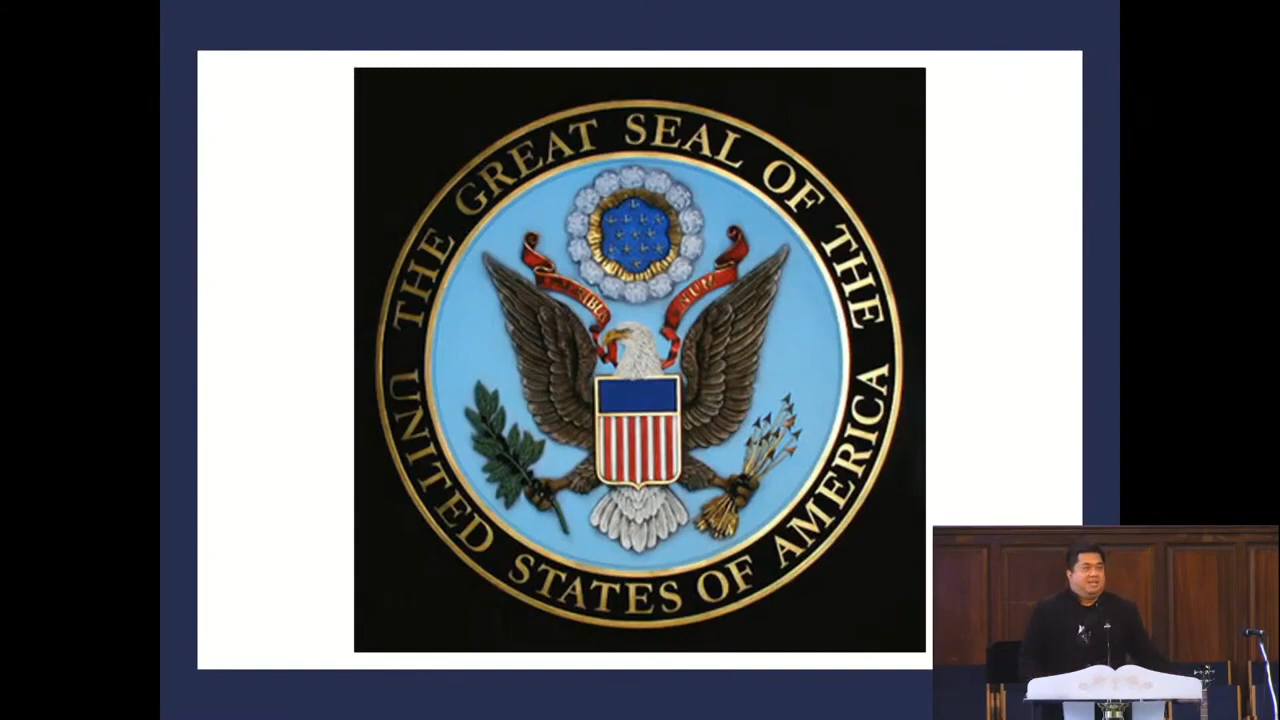 THE GREAT SEAL OF THE
UNITED STATES OF AMERICA